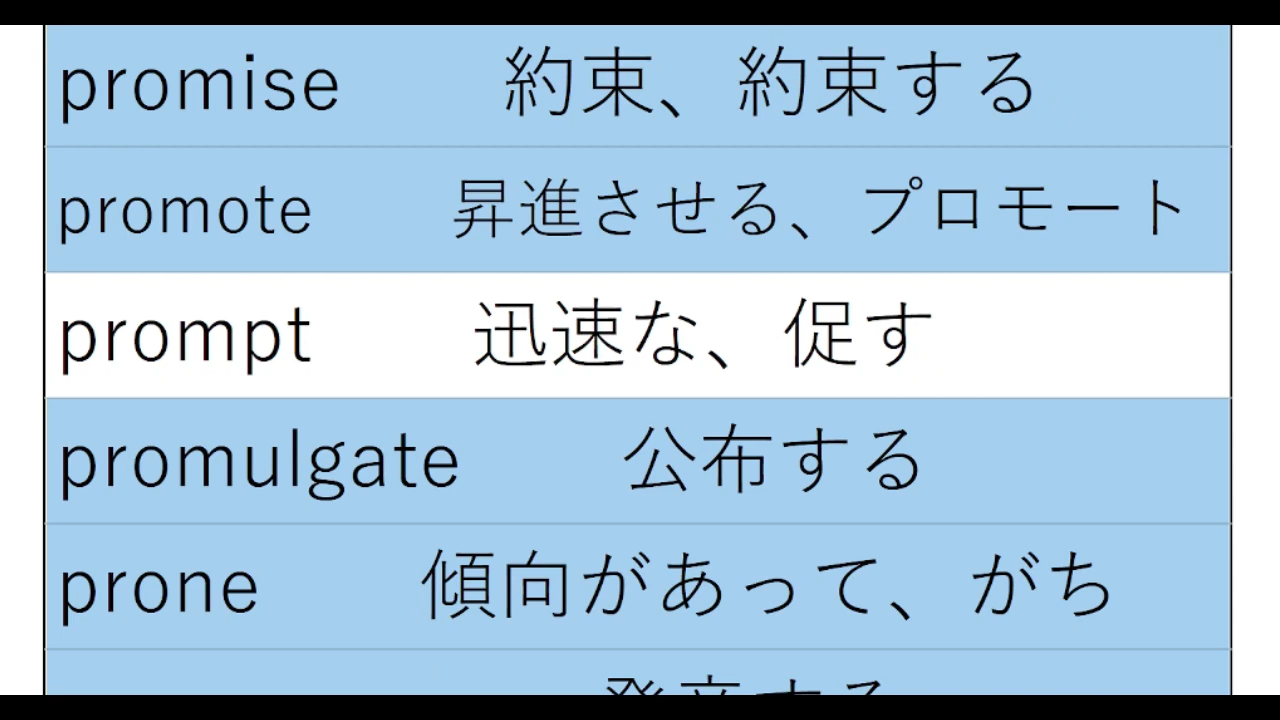 promise 約束、約束する
promote 昇進させる、プロモート
prompt 迅速な、促す
promulgate 公布する
prone 傾向があって、がち